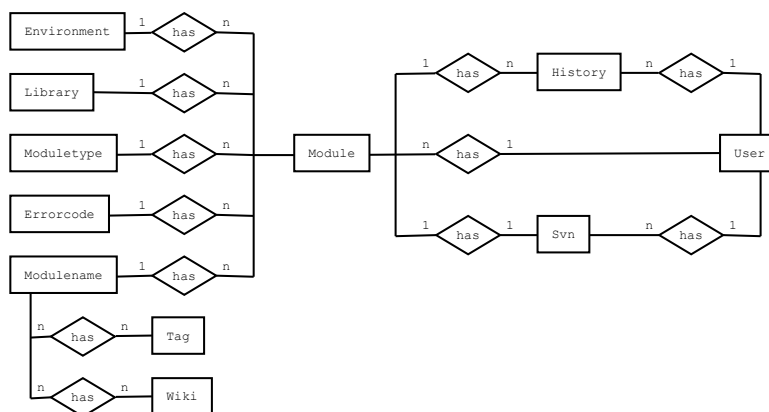 Environment 1 has n
Library 1 has n
Moduletype 1 has n
Errorcode 1 has n
Modulename 1 has n
n has n Tag
n has n Wiki
Module
1 has n History n has 1
n has 1 User
1 has 1 Svn n has 1